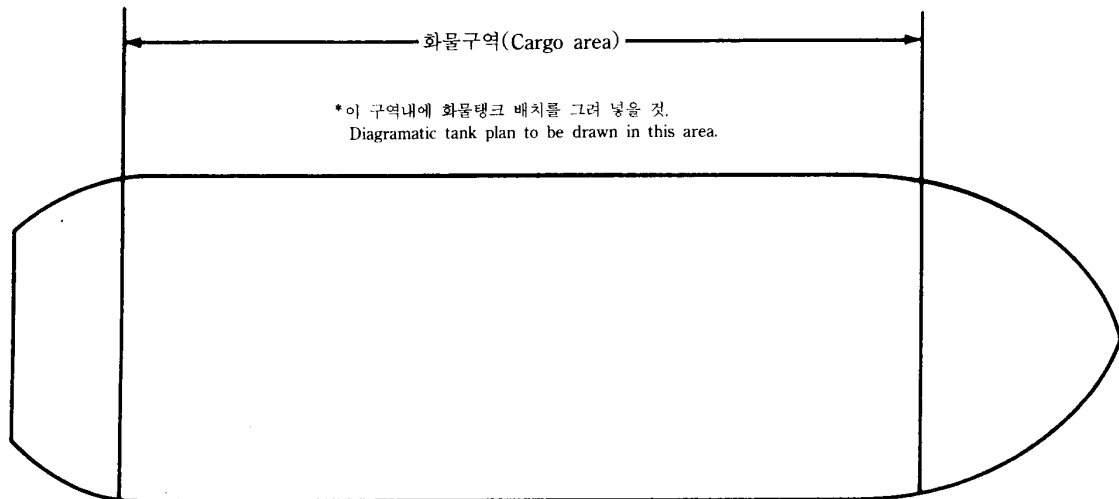 화물구역(Cargo area)
*이 구역내에 화물탱크 배치를 그려 넣을 것.
Diagramatic tank plan to be drawn in this area.